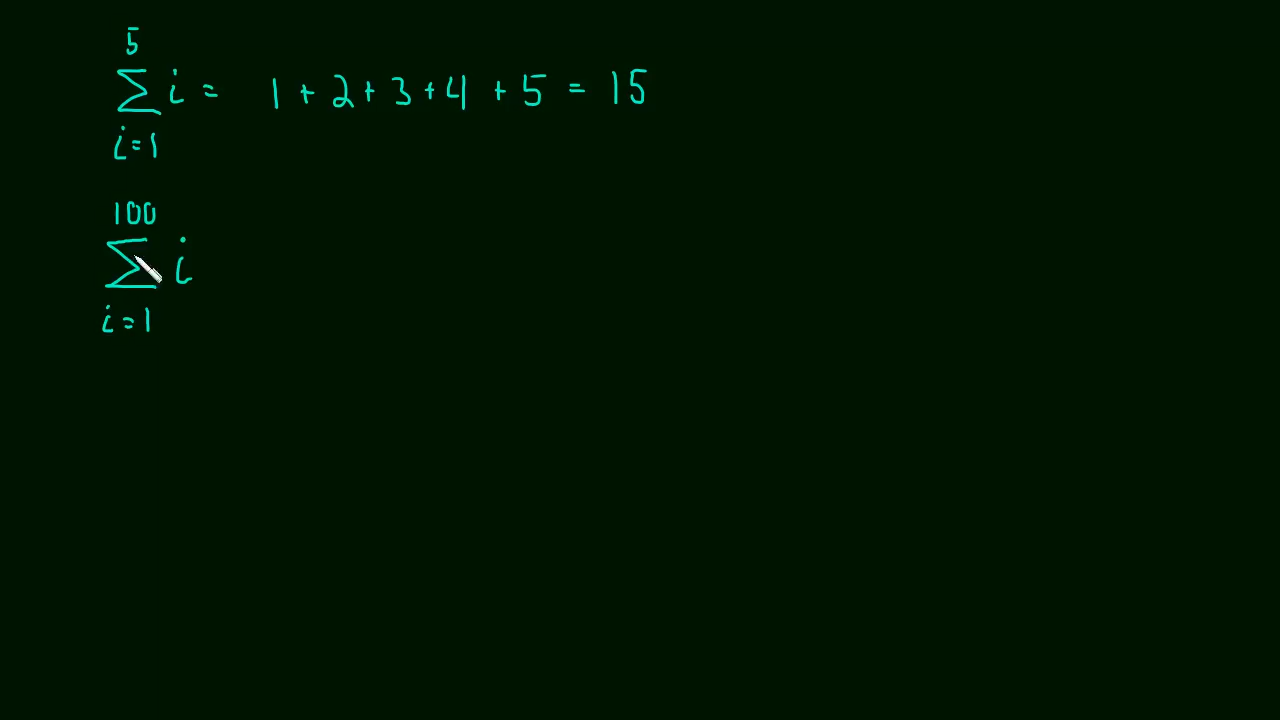 5
∑ i = 1 + 2 + 3 + 4 + 5 = 15
i = 1
100
∑ i
i = 1